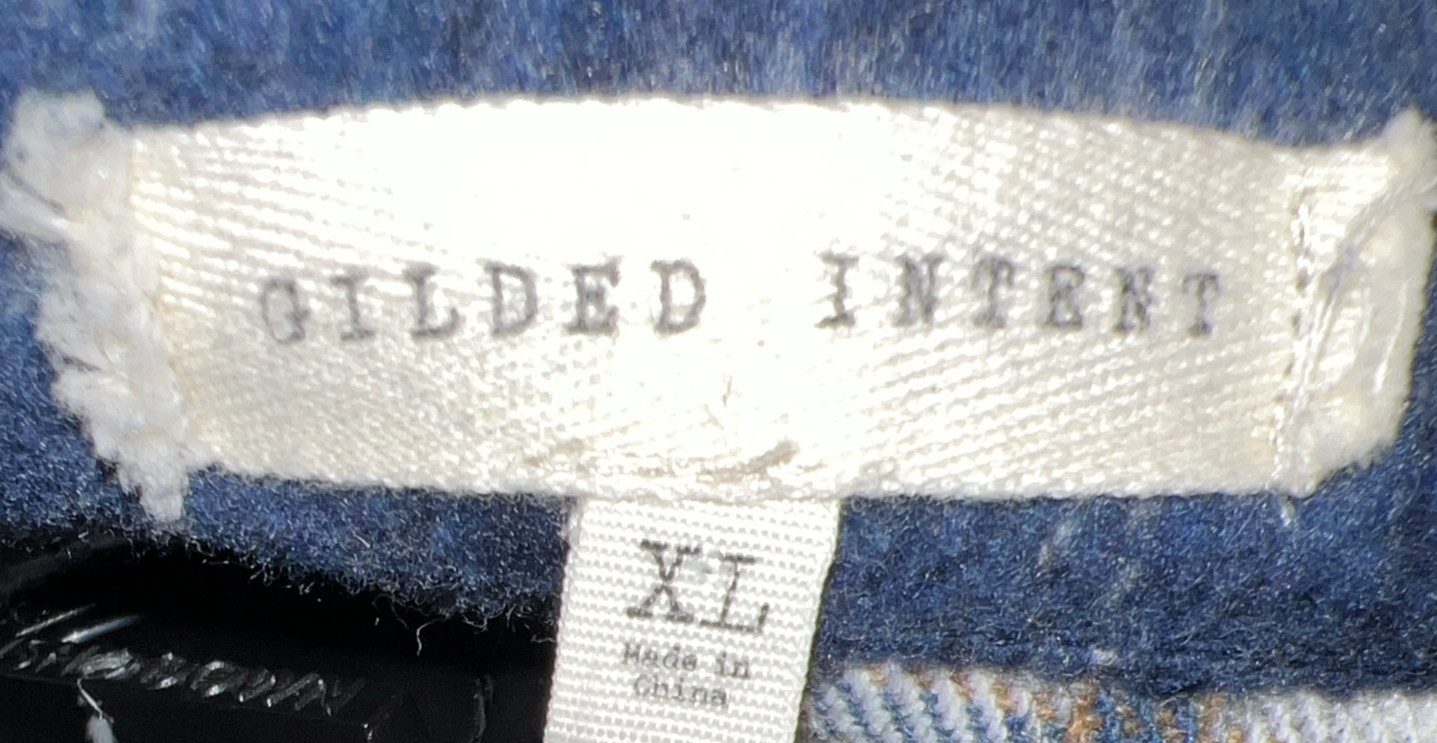 GILDED INTENT
XL
Made in
China